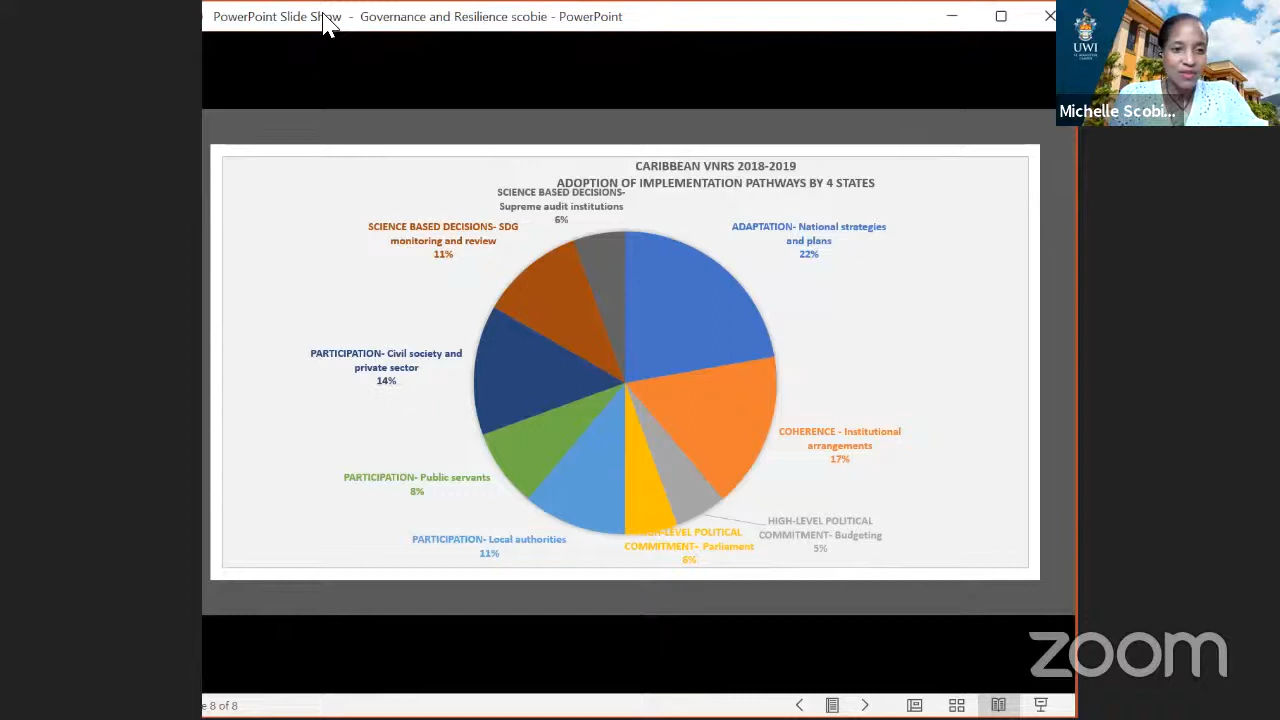 PowerPoint Slide Show - Governance and Resilience scobie - PowerPoint
UWI
Michelle Scobi...
CARIBBEAN VNRS 2018-2019
ADOPTION OF IMPLEMENTATION PATHWAYS BY 4 STATES
SCIENCE BASED DECISIONS-
Supreme audit institutions
6%
SCIENCE BASED DECISIONS- SDG
monitoring and review
11%
ADAPTATION- National strategies
and plans
22%
PARTICIPATION- Civil society and
private sector
14%
COHERENCE - Institutional
arrangements
17%
PARTICIPATION- Public servants
8%
HIGH-LEVEL POLITICAL
COMMITMENT- Budgeting
5%
PARTICIPATION- Local authorities
11%
-LEVEL POLITICAL
COMMITMENT- Parliament
6%
zoom
8 of 8